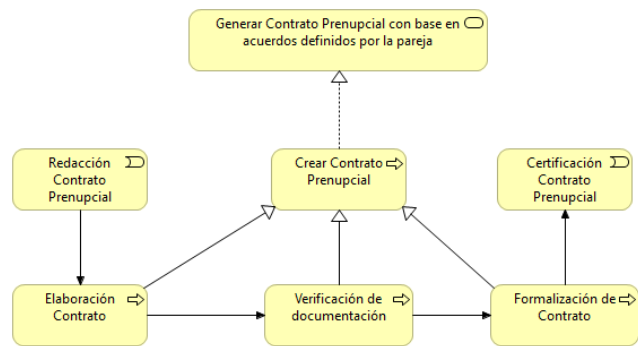 Generar Contrato Prenupcial con base en
acuerdos definidos por la pareja
Redacción
Contrato
Prenupcial
Crear Contrato
Prenupcial
Certificación
Contrato
Prenupcial
Elaboración
Contrato
Verificación de
documentación
Formalización de
Contrato